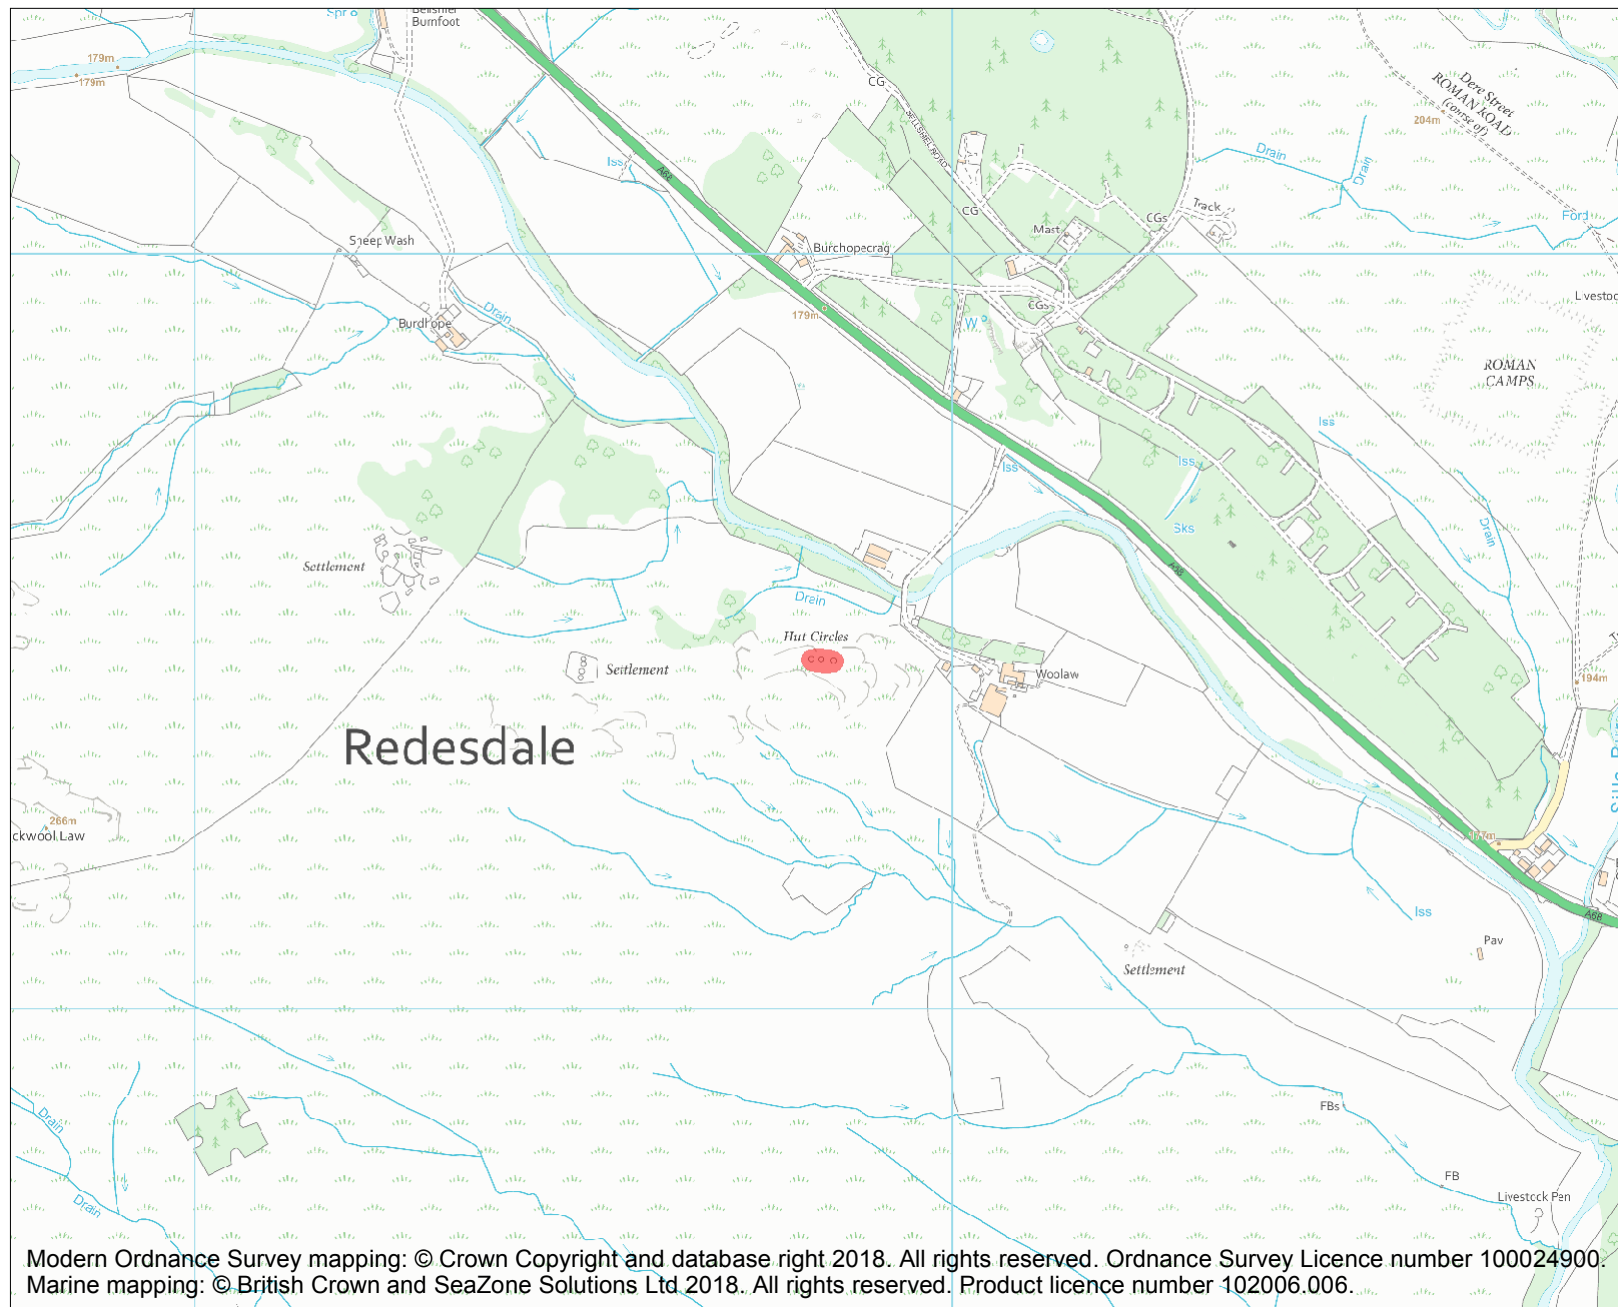 Burnfoot
179m
179m
CG
BELLSHIEL ROAD
Dere Street
ROMAN ROAD
(course of)
204m
Drain
Drain
Iss
A68
CG
CGs
Track
Mast
Ford
Sheep Wash
Burchopecrag
Drain
CGs
179m
W
Burdhope
ROMAN
CAMPS
Iss
Iss
Iss
Sks
Drain
Settlement
A68
Drain
Hut Circles
Settlement
Woolaw
194m
Redesdale
266m
ckwool Law
177m
Iss
A68
Pav
Settlement
FBs
Drain
FB
Livestock Pen
Drain
Modern Ordnance Survey mapping: © Crown Copyright and database right 2018. All rights reserved. Ordnance Survey Licence number 100024900.
Marine mapping: © British Crown and SeaZone Solutions Ltd 2018. All rights reserved. Product licence number 102006.006.